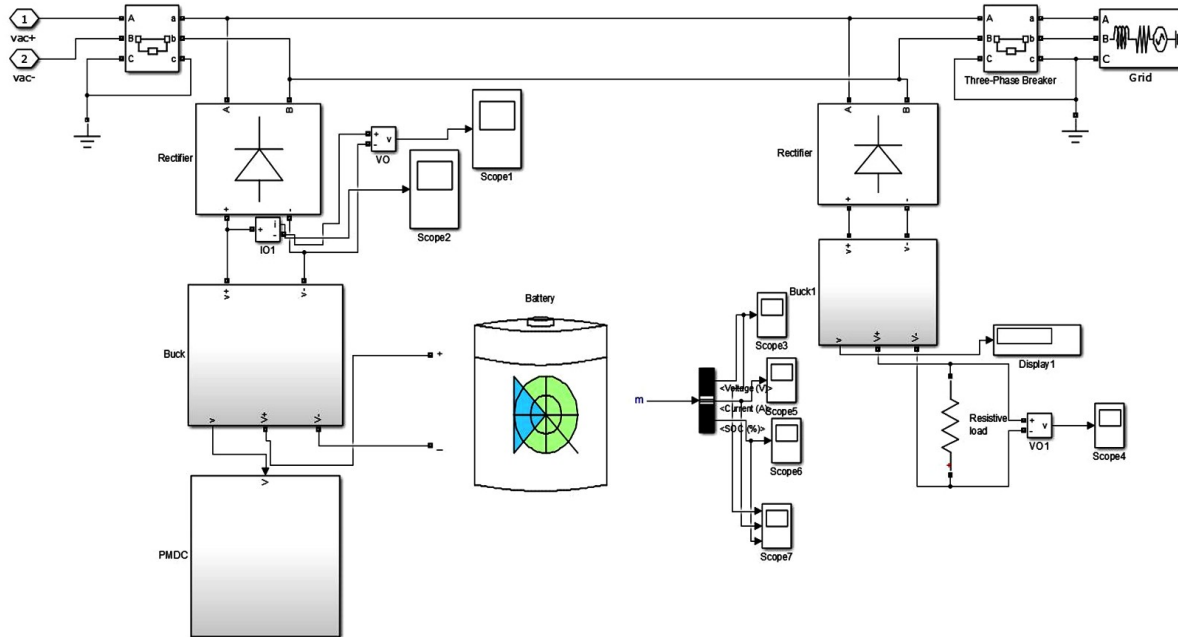 1
vac+
2
vac-
A
a
B
b
C
c
A
a
B
b
C
c
Three-Phase Breaker
A
B
C
Grid
A
B
Rectifier
+
-
+
-
v
VO
Scope1
Scope2
+
i
-
IO1
A
B
Rectifier
+
-
v+
v-
Buck
v
V+
V-
v+
v-
Buck1
v
V+
V-
Battery
+
_
m
<Voltage (V)>
<Current (A)>
<SOC (%)>
Scope3
Scope5
Scope6
Scope7
Display1
Resistive
load
+
+
-
v
VO1
Scope4
V
PMDC